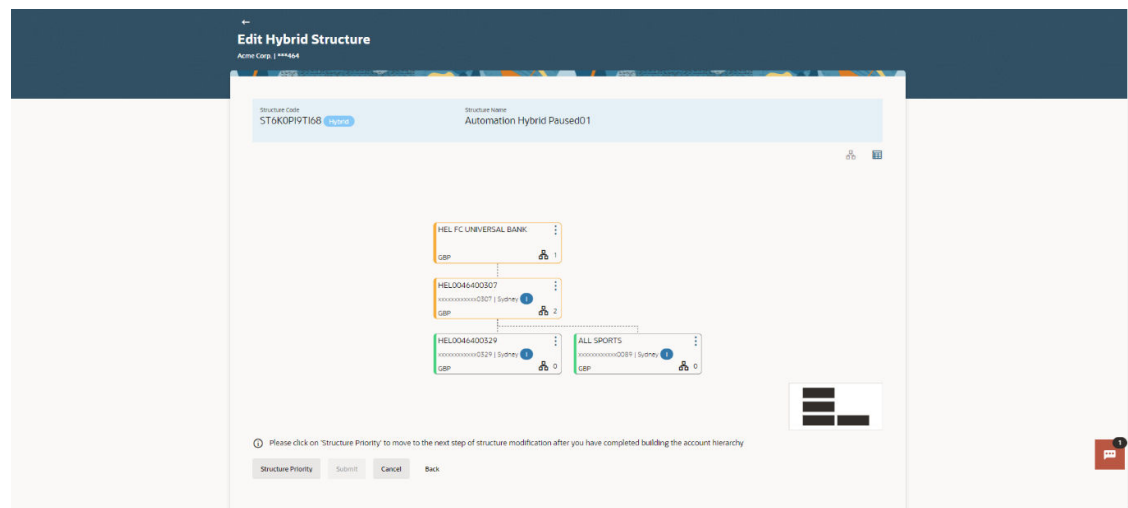 ←
Edit Hybrid Structure
Acme Corp. | ***464
Structure Code
ST6K0PI9TI68 Hybrid
Structure Name
Automation Hybrid Paused01
HEL FC UNIVERSAL BANK
GBP 1
HEL0046400307
xxxxxxxxxxxx0307 | Sydney 1
GBP 2
HEL0046400329
xxxxxxxxxxxx0329 | Sydney 1
GBP 0
ALL SPORTS
xxxxxxxxxxxx0089 | Sydney 1
GBP 0
Please click on 'Structure Priority' to move to the next step of structure modification after you have completed building the account hierarchy
Structure Priority Submit Cancel Back
1